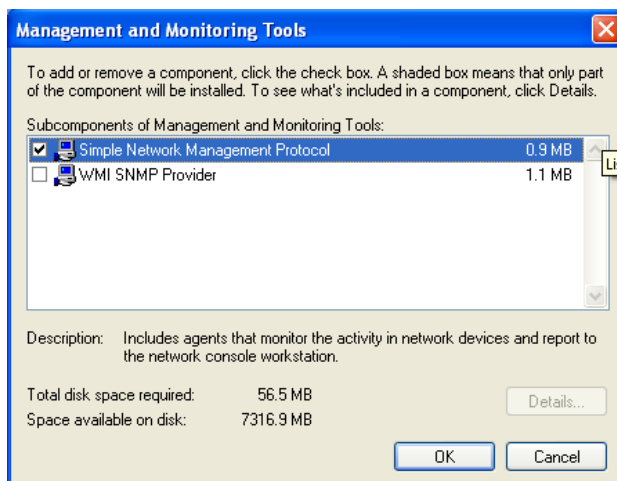 Management and Monitoring Tools
To add or remove a component, click the check box. A shaded box means that only part
of the component will be installed. To see what's included in a component, click Details.
Subcomponents of Management and Monitoring Tools:
Simple Network Management Protocol 0.9 MB
WMI SNMP Provider 1.1 MB
Description: Includes agents that monitor the activity in network devices and report to
the network console workstation.
Total disk space required: 56.5 MB
Space available on disk: 7316.9 MB
Details...
OK Cancel